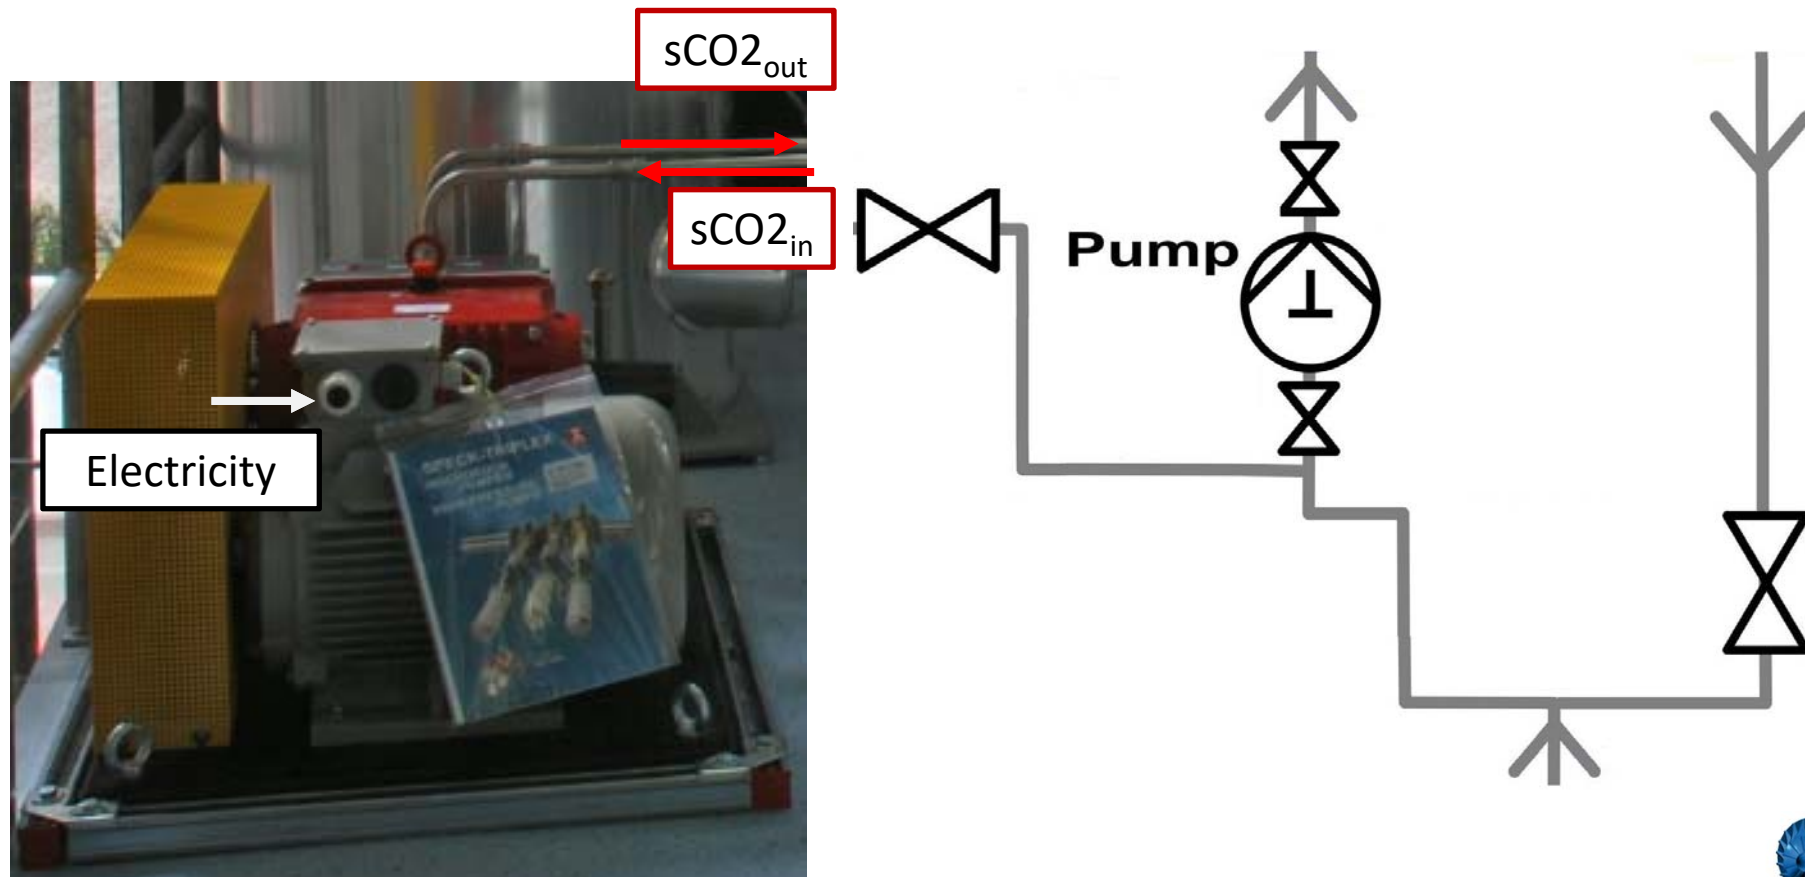 sCO2out
sCO2in
Pump
Electricity
SPECK-TRIPLEX